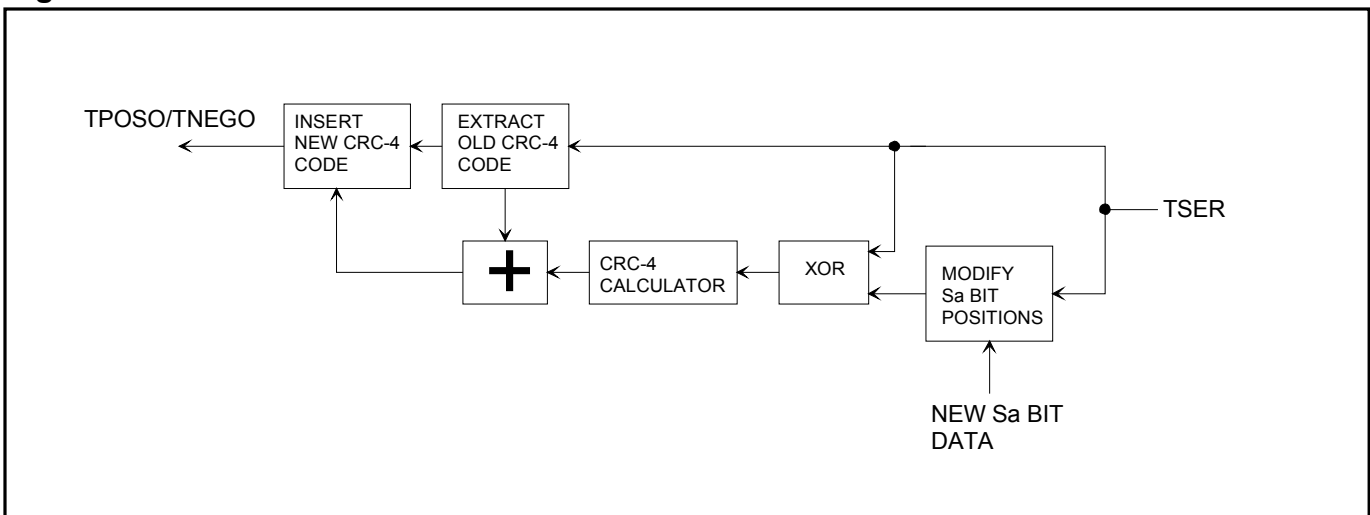 TPOSO/TNEGO
INSERT
NEW CRC-4
CODE
EXTRACT
OLD CRC-4
CODE
TSER
+
CRC-4
CALCULATOR
XOR
MODIFY
Sa BIT
POSITIONS
NEW Sa BIT
DATA